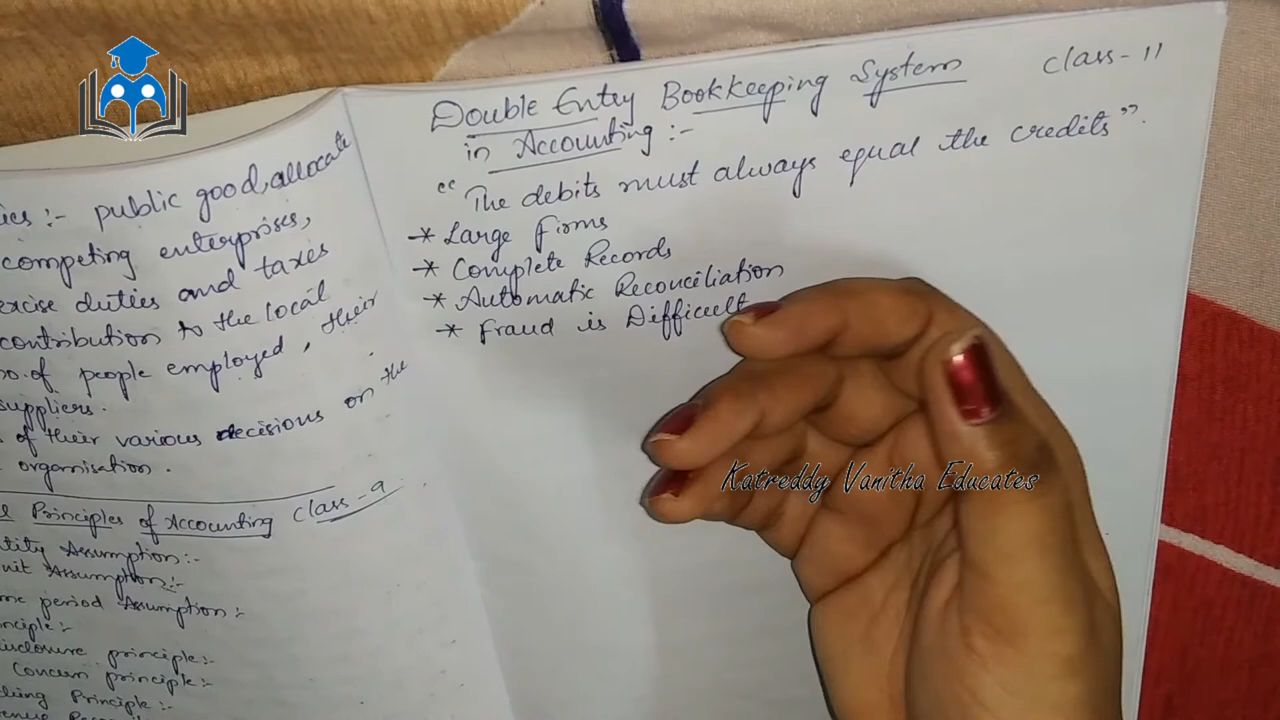 public good, allocate
competing enterprises,
duties and taxes
contribution to the local
of people employed, their
suppliers.
of their various decisions on the
organisation.
Principles of Accounting Class-9
Assumption:-
Assumption:-
period Assumption:-
principle:-
Concern principle:-
Principle:-
Double Entry Bookkeeping System Class-11
in Accounting:-
"The debits must always equal the credits".
* Large Firms
* Complete Records
* Automatic Reconciliation
* Fraud is Difficult
Katreddy Vanitha Educates